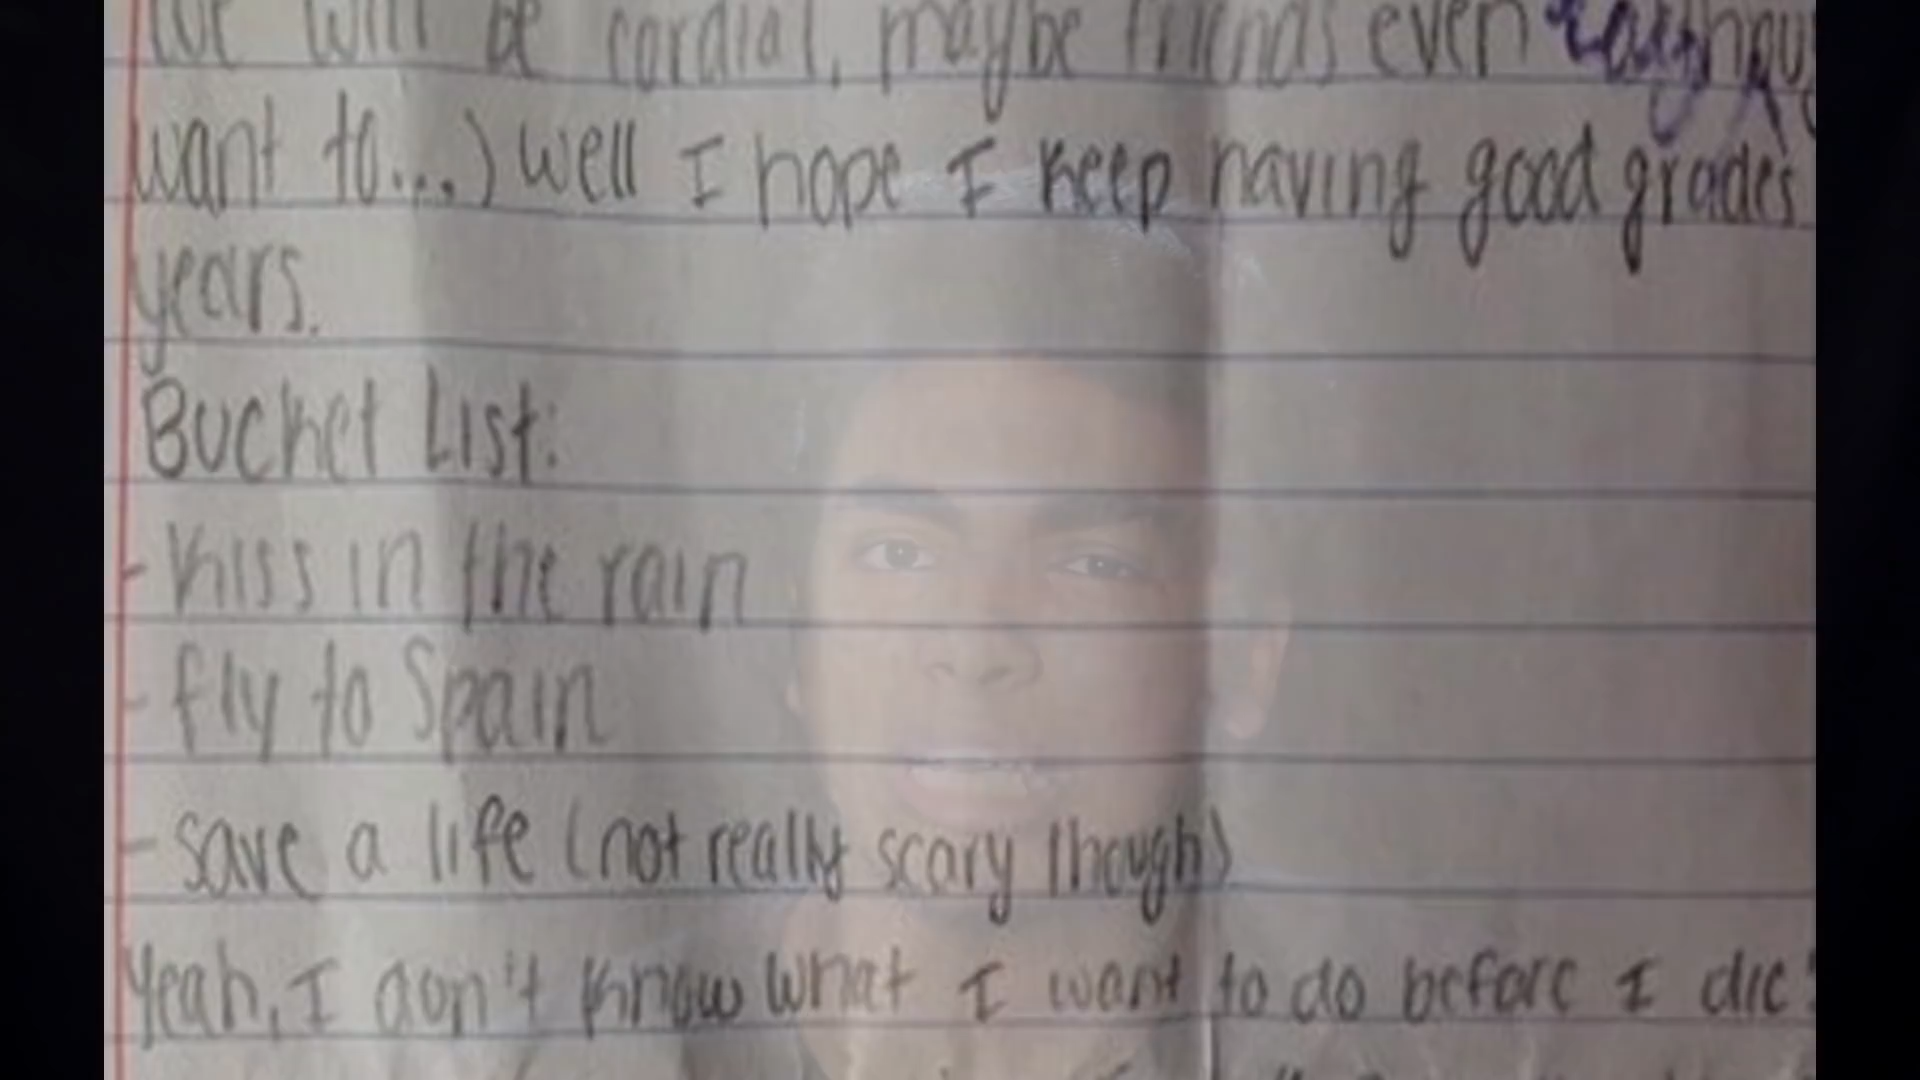 We will be cordial, maybe friends even
want to...) well I hope I keep having good grades
years.
Bucket List:
- Kiss in the rain
- fly to Spain
- save a life (not really scary though)
Yeah, I don't know what I want to do before I die!